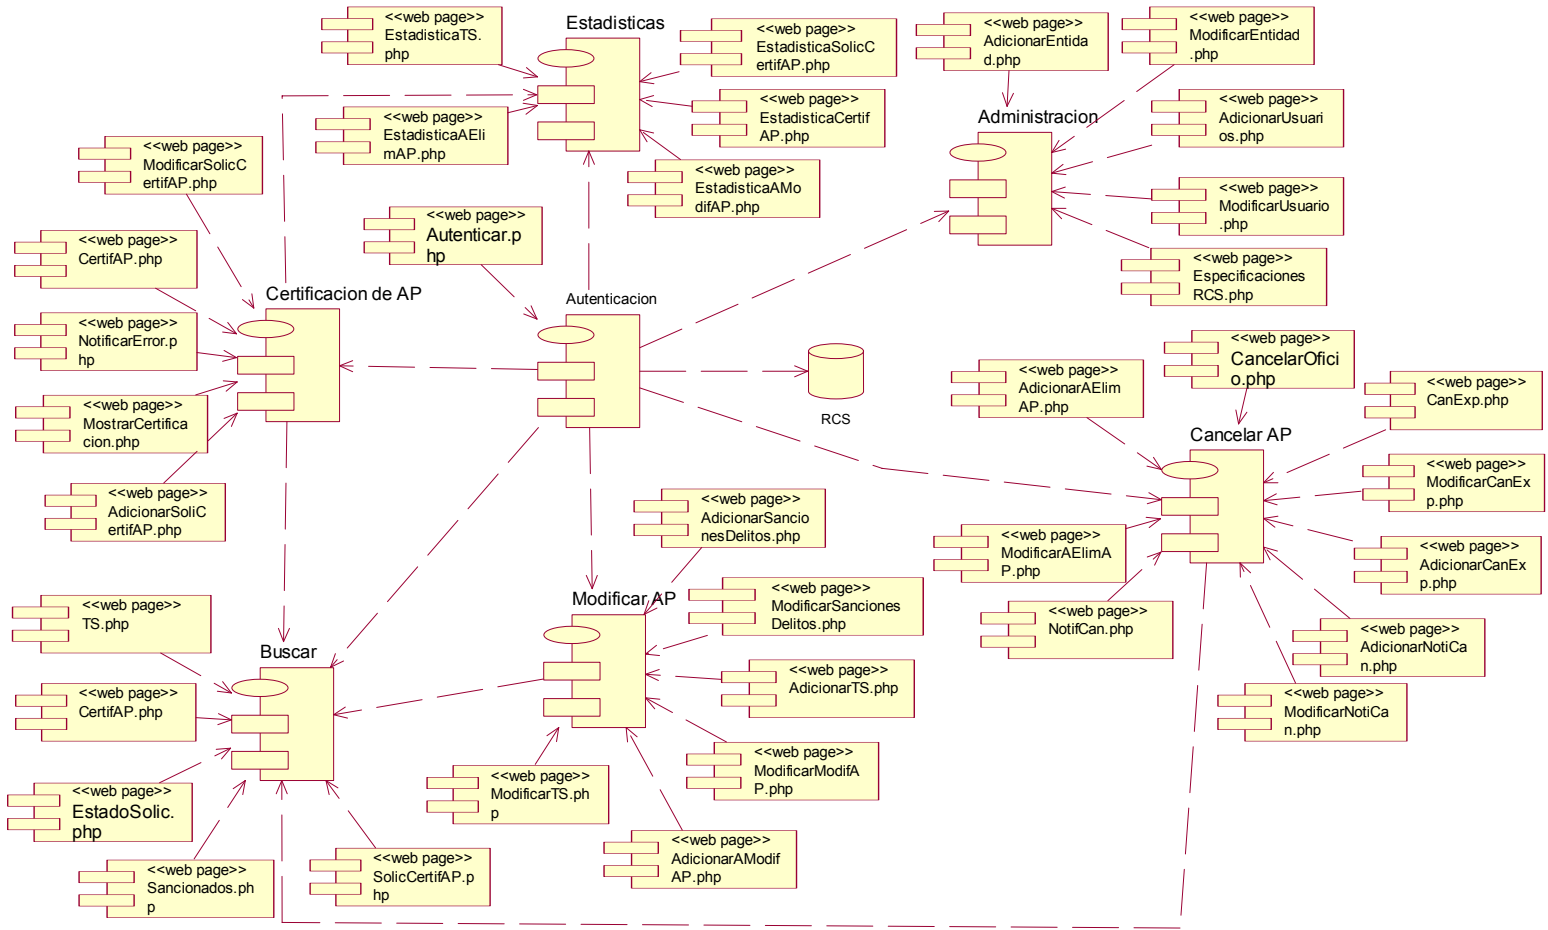 <<web page>>
EstadisticaTS.
php
Estadisticas
<<web page>>
EstadisticaSolicC
ertifAP.php
<<web page>>
AdicionarEntida
d.php
<<web page>>
ModificarEntidad
.php
<<web page>>
EstadisticaAEli
mAP.php
<<web page>>
EstadisticaCertif
AP.php
Administracion
<<web page>>
AdicionarUsuari
os.php
<<web page>>
ModificarSolicC
ertifAP.php
<<web page>>
EstadisticaAMo
difAP.php
<<web page>>
ModificarUsuario
.php
<<web page>>
Autenticar.p
hp
<<web page>>
CertifAP.php
<<web page>>
Especificaciones
RCS.php
Certificacion de AP
Autenticacion
<<web page>>
NotificarError.p
hp
<<web page>>
CancelarOfici
o.php
<<web page>>
AdicionarAElim
AP.php
<<web page>>
CanExp.php
RCS
<<web page>>
MostrarCertifica
cion.php
Cancelar AP
<<web page>>
ModificarCanEx
p.php
<<web page>>
AdicionarSoliC
ertifAP.php
<<web page>>
AdicionarSancio
nesDelitos.php
<<web page>>
ModificarAElimA
P.php
<<web page>>
AdicionarCanEx
p.php
<<web page>>
TS.php
Modificar AP
<<web page>>
ModificarSanciones
Delitos.php
<<web page>>
NotifCan.php
<<web page>>
AdicionarNotiCa
n.php
Buscar
<<web page>>
AdicionarTS.php
<<web page>>
CertifAP.php
<<web page>>
ModificarNotiCa
n.php
<<web page>>
ModificarModifA
P.php
<<web page>>
ModificarTS.ph
p
<<web page>>
EstadoSolic.
php
<<web page>>
AdicionarAModif
AP.php
<<web page>>
Sancionados.ph
p
<<web page>>
SolicCertifAP.p
hp